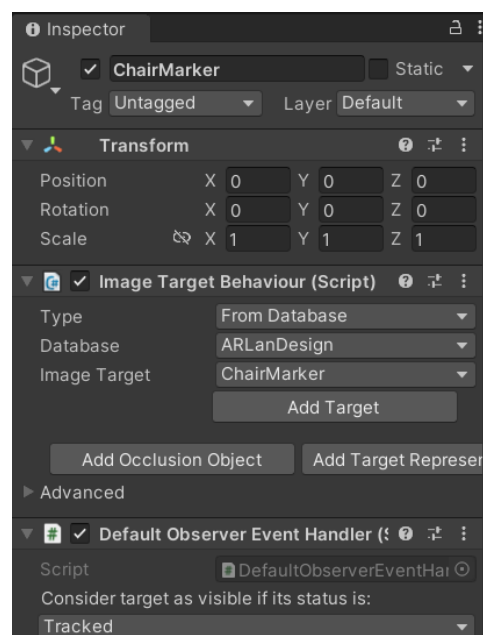 Inspector
ChairMarker Static
Tag Untagged Layer Default
Transform
Position X 0 Y 0 Z 0
Rotation X 0 Y 0 Z 0
Scale X 1 Y 1 Z 1
Image Target Behaviour (Script)
Type From Database
Database ARLanDesign
Image Target ChairMarker
Add Target
Add Occlusion Object Add Target Represer
Advanced
# Default Observer Event Handler (S
Script # DefaultObserverEventHar
Consider target as visible if its status is:
Tracked